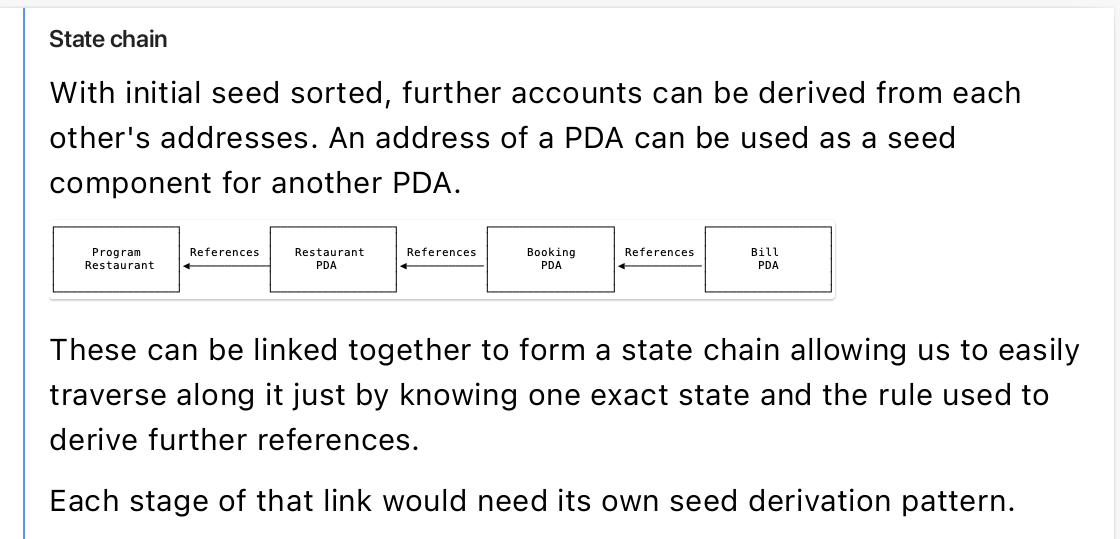 State chain
With initial seed sorted, further accounts can be derived from each
other's addresses. An address of a PDA can be used as a seed
component for another PDA.
Program Restaurant
References
Restaurant PDA
References
Booking PDA
References
Bill PDA
These can be linked together to form a state chain allowing us to easily
traverse along it just by knowing one exact state and the rule used to
derive further references.
Each stage of that link would need its own seed derivation pattern.